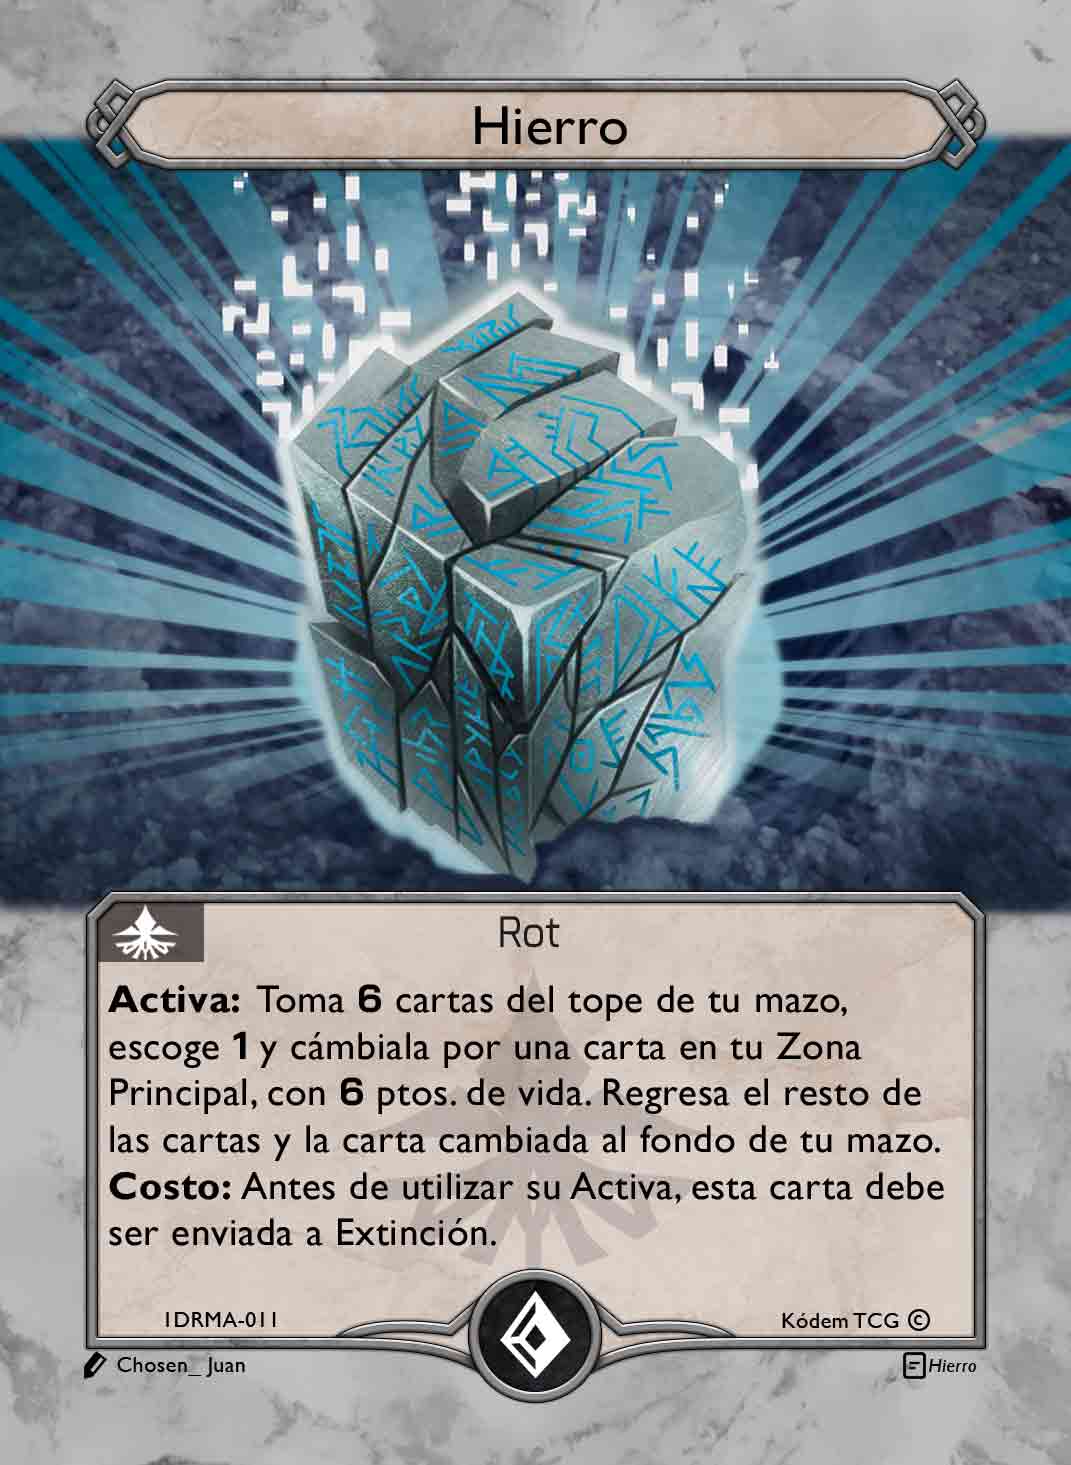 Hierro
Rot
Activa: Toma 6 cartas del tope de tu mazo,
escoge 1 y cámbiala por una carta en tu Zona
Principal, con 6 ptos. de vida. Regresa el resto de
las cartas y la carta cambiada al fondo de tu mazo.
Costo: Antes de utilizar su Activa, esta carta debe
ser enviada a Extinción.
1DRMA-011
Kódem TCG ©
Chosen_ Juan
Hierro